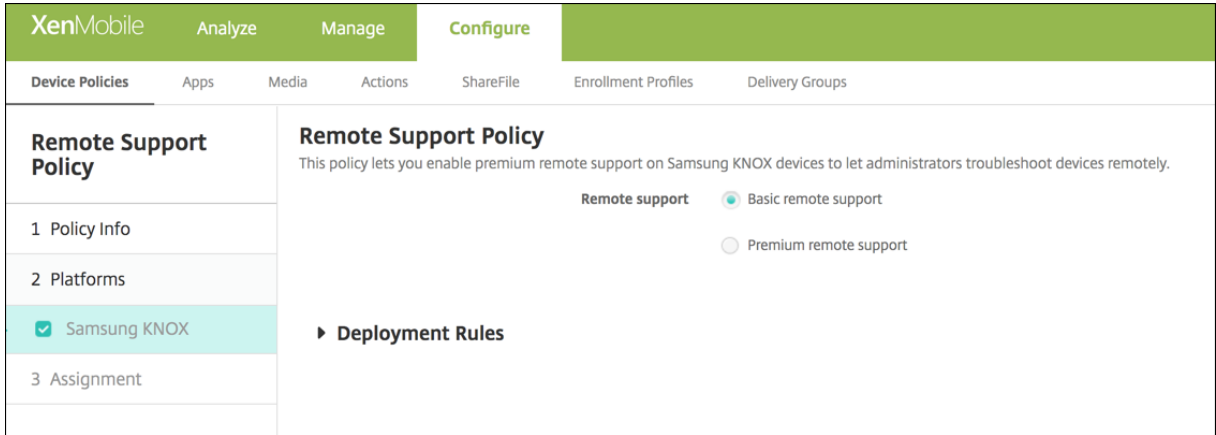 XenMobile Analyze Manage Configure
Device Policies Apps Media Actions ShareFile Enrollment Profiles Delivery Groups
Remote Support
Policy
1 Policy Info
2 Platforms
Samsung KNOX
3 Assignment
Remote Support Policy
This policy lets you enable premium remote support on Samsung KNOX devices to let administrators troubleshoot devices remotely.
Remote support Basic remote support
Premium remote support
Deployment Rules